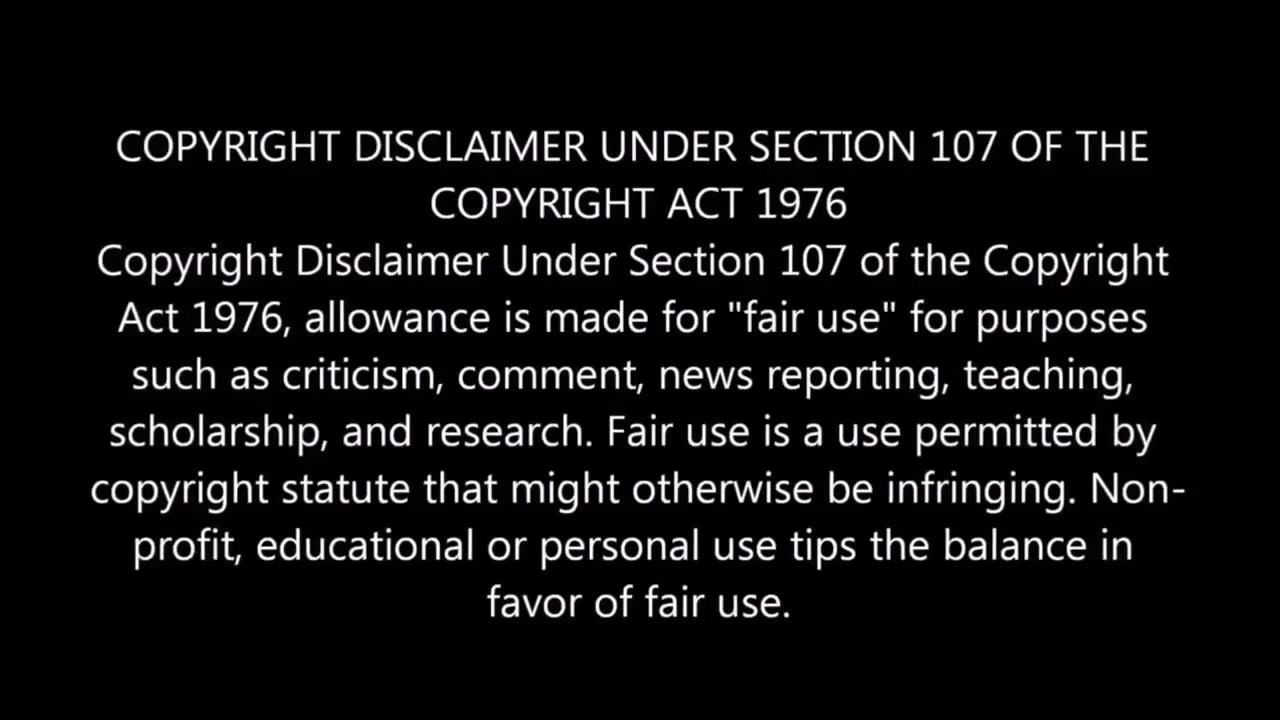 COPYRIGHT DISCLAIMER UNDER SECTION 107 OF THE
COPYRIGHT ACT 1976
Copyright Disclaimer Under Section 107 of the Copyright
Act 1976, allowance is made for "fair use" for purposes
such as criticism, comment, news reporting, teaching,
scholarship, and research. Fair use is a use permitted by
copyright statute that might otherwise be infringing. Non-
profit, educational or personal use tips the balance in
favor of fair use.